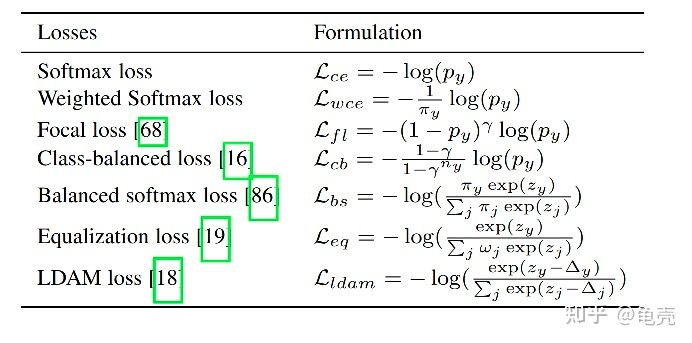 Losses Formulation
Softmax loss $\mathcal{L}_{ce} = -\log(p_y)$
Weighted Softmax loss $\mathcal{L}_{wce} = -\frac{1}{\pi_y}\log(p_y)$
Focal loss [68] $\mathcal{L}_{fl} = -(1-p_y)^{\gamma}\log(p_y)$
Class-balanced loss [16] $\mathcal{L}_{cb} = -\frac{1-\gamma}{1-\gamma^{n_y}}\log(p_y)$
Balanced softmax loss [86] $\mathcal{L}_{bs} = -\log(\frac{\pi_y \exp(z_y)}{\sum_j \pi_j \exp(z_j)})$
Equalization loss [19] $\mathcal{L}_{eq} = -\log(\frac{\exp(z_y)}{\sum_j \omega_j \exp(z_j)})$
LDAM loss [18] $\mathcal{L}_{ldam} = -\log(\frac{\exp(z_y-\Delta_y)}{\sum_j \exp(z_j-\Delta_j)})$
知乎 @龟壳